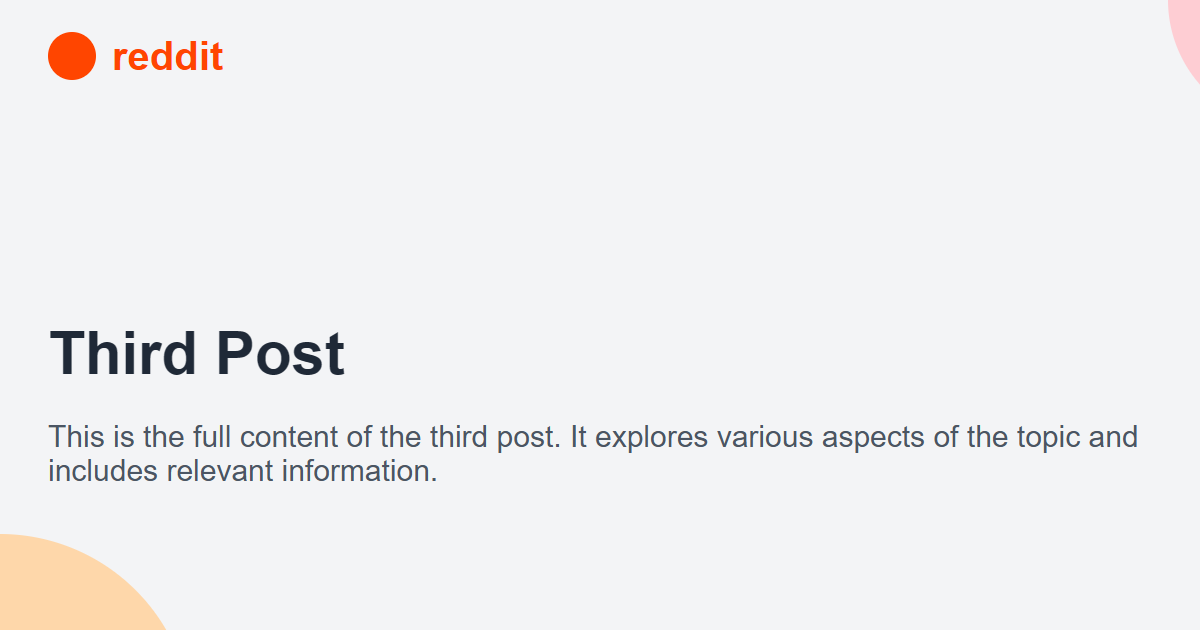 reddit
Third Post
This is the full content of the third post. It explores various aspects of the topic and
includes relevant information.